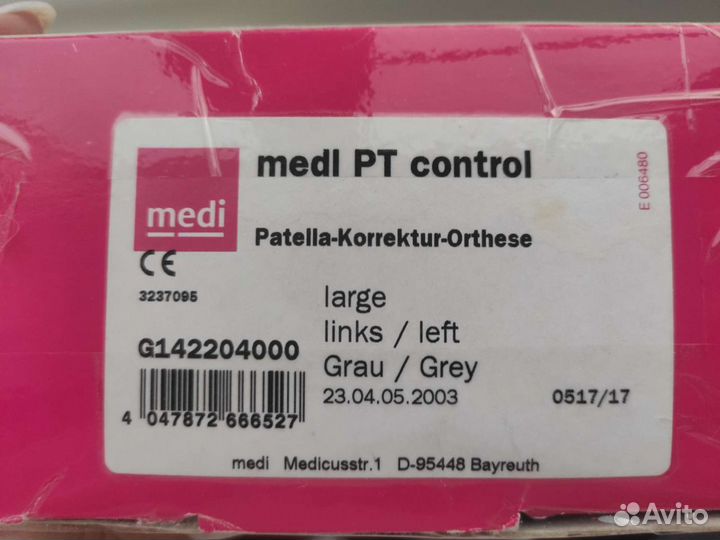 medi PT control
medi
Patella-Korrektur-Orthese
CE
3237095
large
links / left
G142204000
Grau / Grey
23.04.05.2003
0517/17
4 047872 666527
medi Medicusstr.1 D-95448 Bayreuth
E 006480
Avito